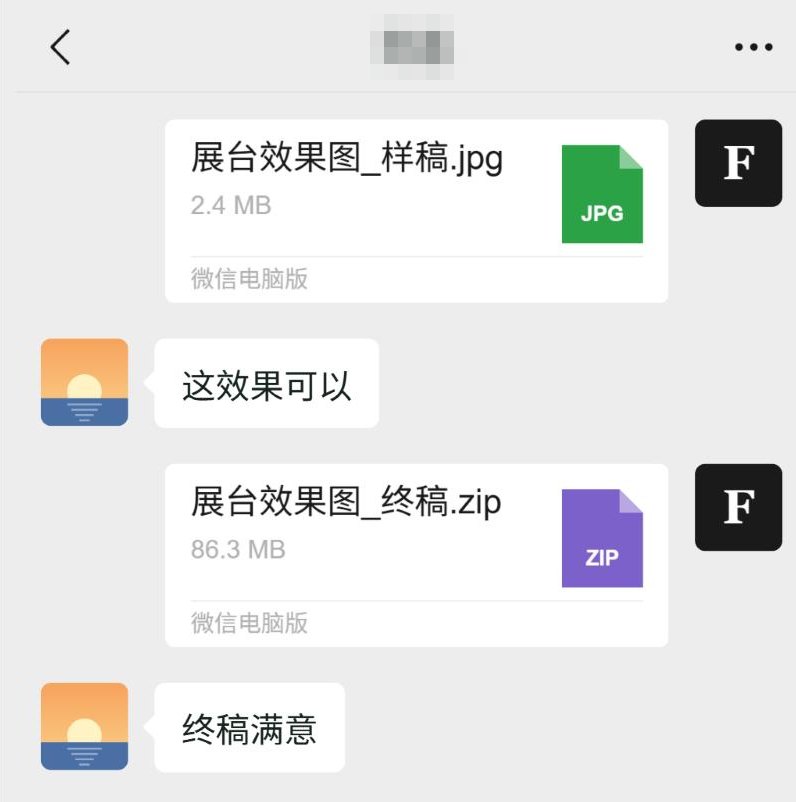 展台效果图_样稿.jpg
2.4 MB
JPG
微信电脑版
F
这效果可以
展台效果图_终稿.zip
86.3 MB
ZIP
微信电脑版
F
终稿满意